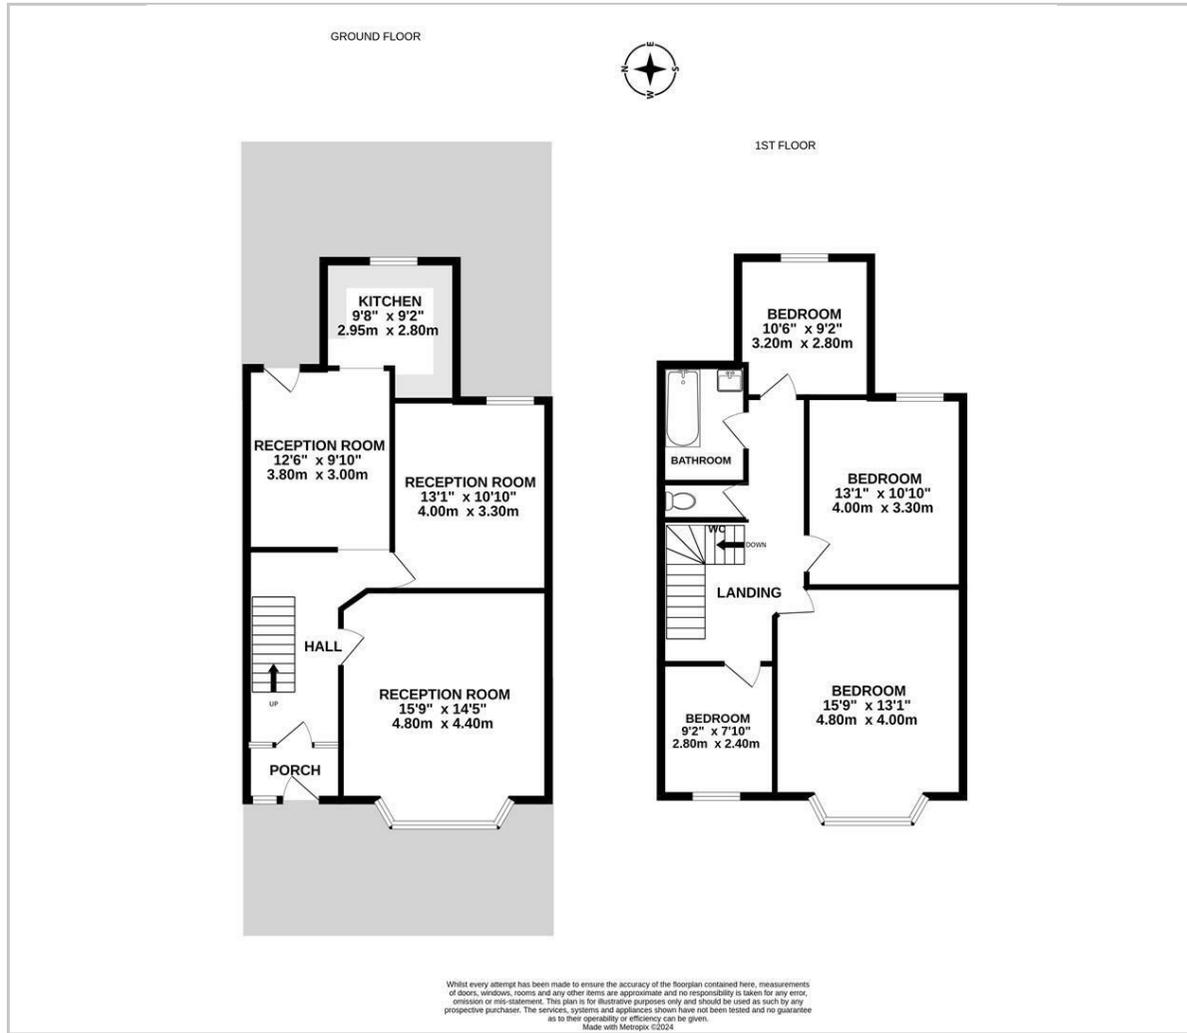 GROUND FLOOR
E
N
S
W
1ST FLOOR
KITCHEN
9'8" x 9'2"
2.95m x 2.80m
RECEPTION ROOM
12'6" x 9'10"
3.80m x 3.00m
RECEPTION ROOM
13'1" x 10'10"
4.00m x 3.30m
HALL
UP
RECEPTION ROOM
15'9" x 14'5"
4.80m x 4.40m
PORCH
BEDROOM
10'6" x 9'2"
3.20m x 2.80m
BATHROOM
BEDROOM
13'1" x 10'10"
4.00m x 3.30m
WC
DOWN
LANDING
BEDROOM
15'9" x 13'1"
4.80m x 4.00m
BEDROOM
9'2" x 7'10"
2.80m x 2.40m
Whilst every attempt has been made to ensure the accuracy of the floorplan contained here, measurements
of doors, windows, rooms and any other items are approximate and no responsibility is taken for any error,
omission or mis-statement. This plan is for illustrative purposes only and should be used as such by any
prospective purchaser. The services, systems and appliances shown have not been tested and no guarantee
as to their operability or efficiency can be given.
Made with Metropix ©2024